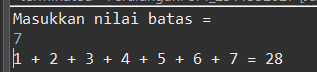 Masukkan nilai batas =
7
1 + 2 + 3 + 4 + 5 + 6 + 7 = 28